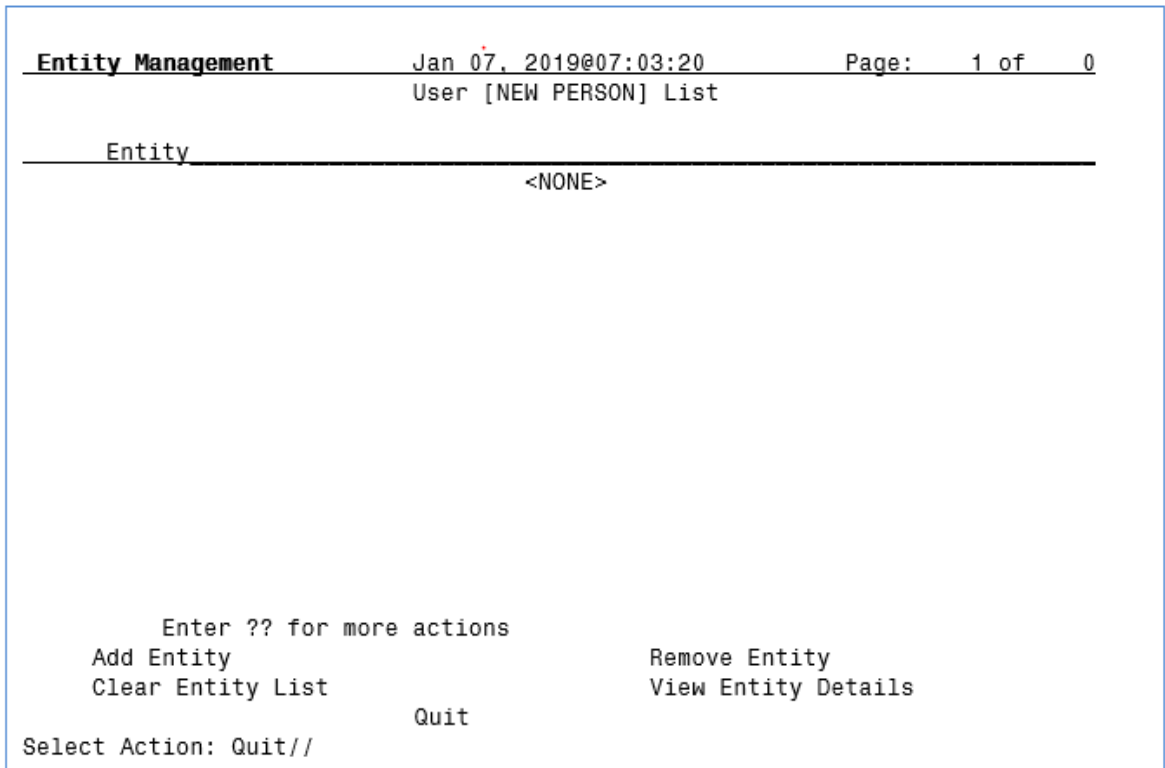 Entity Management Jan 07, 2019@07:03:20 Page: 1 of 0
User [NEW PERSON] List
Entity
<NONE>
Enter ?? for more actions
Add Entity Remove Entity
Clear Entity List View Entity Details
Quit
Select Action: Quit//